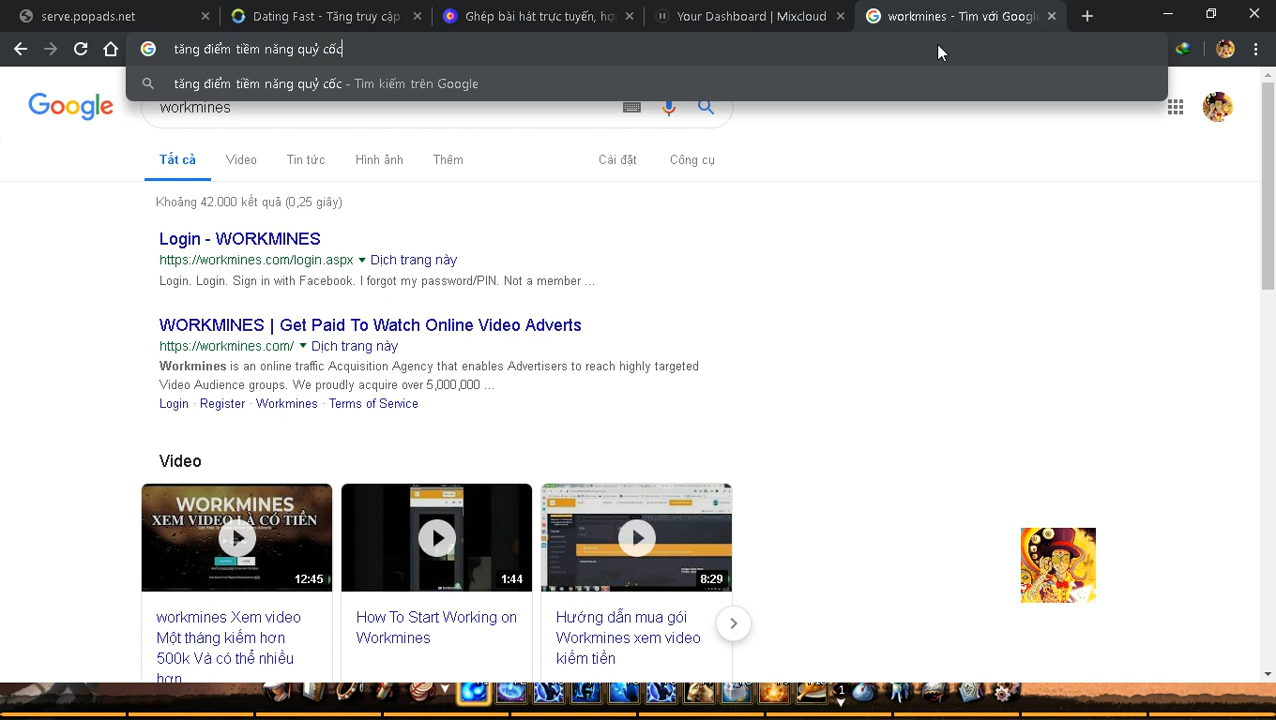 serve.popads.net
Dating Fast - Tăng truy cập
Ghép bài hát trực tuyến, hợ
Your Dashboard | Mixcloud
workmines - Tìm với Google
tăng điểm tiềm năng quỷ cốc
tăng điểm tiềm năng quỷ cốc - Tìm kiếm trên Google
Google
workmines
Tất cả
Video
Tin tức
Hình ảnh
Thêm
Cài đặt
Công cụ
Khoảng 42.000 kết quả (0,25 giây)
Login - WORKMINES
https://workmines.com/login.aspx ▾ Dịch trang này
Login. Login. Sign in with Facebook. I forgot my password/PIN. Not a member ...
WORKMINES | Get Paid To Watch Online Video Adverts
https://workmines.com/ ▾ Dịch trang này
Workmines is an online traffic Acquisition Agency that enables Advertisers to reach highly targeted
Video Audience groups. We proudly acquire over 5,000,000 ...
Login · Register · Workmines · Terms of Service
Video
WORKMINES
XEM VIDEO
12:45
1:44
8:29
workmines Xem video
Một tháng kiếm hơn
500k Và có thể nhiều
hơn
How To Start Working on
Workmines
Hướng dẫn mua gói
Workmines xem video
kiếm tiền
1